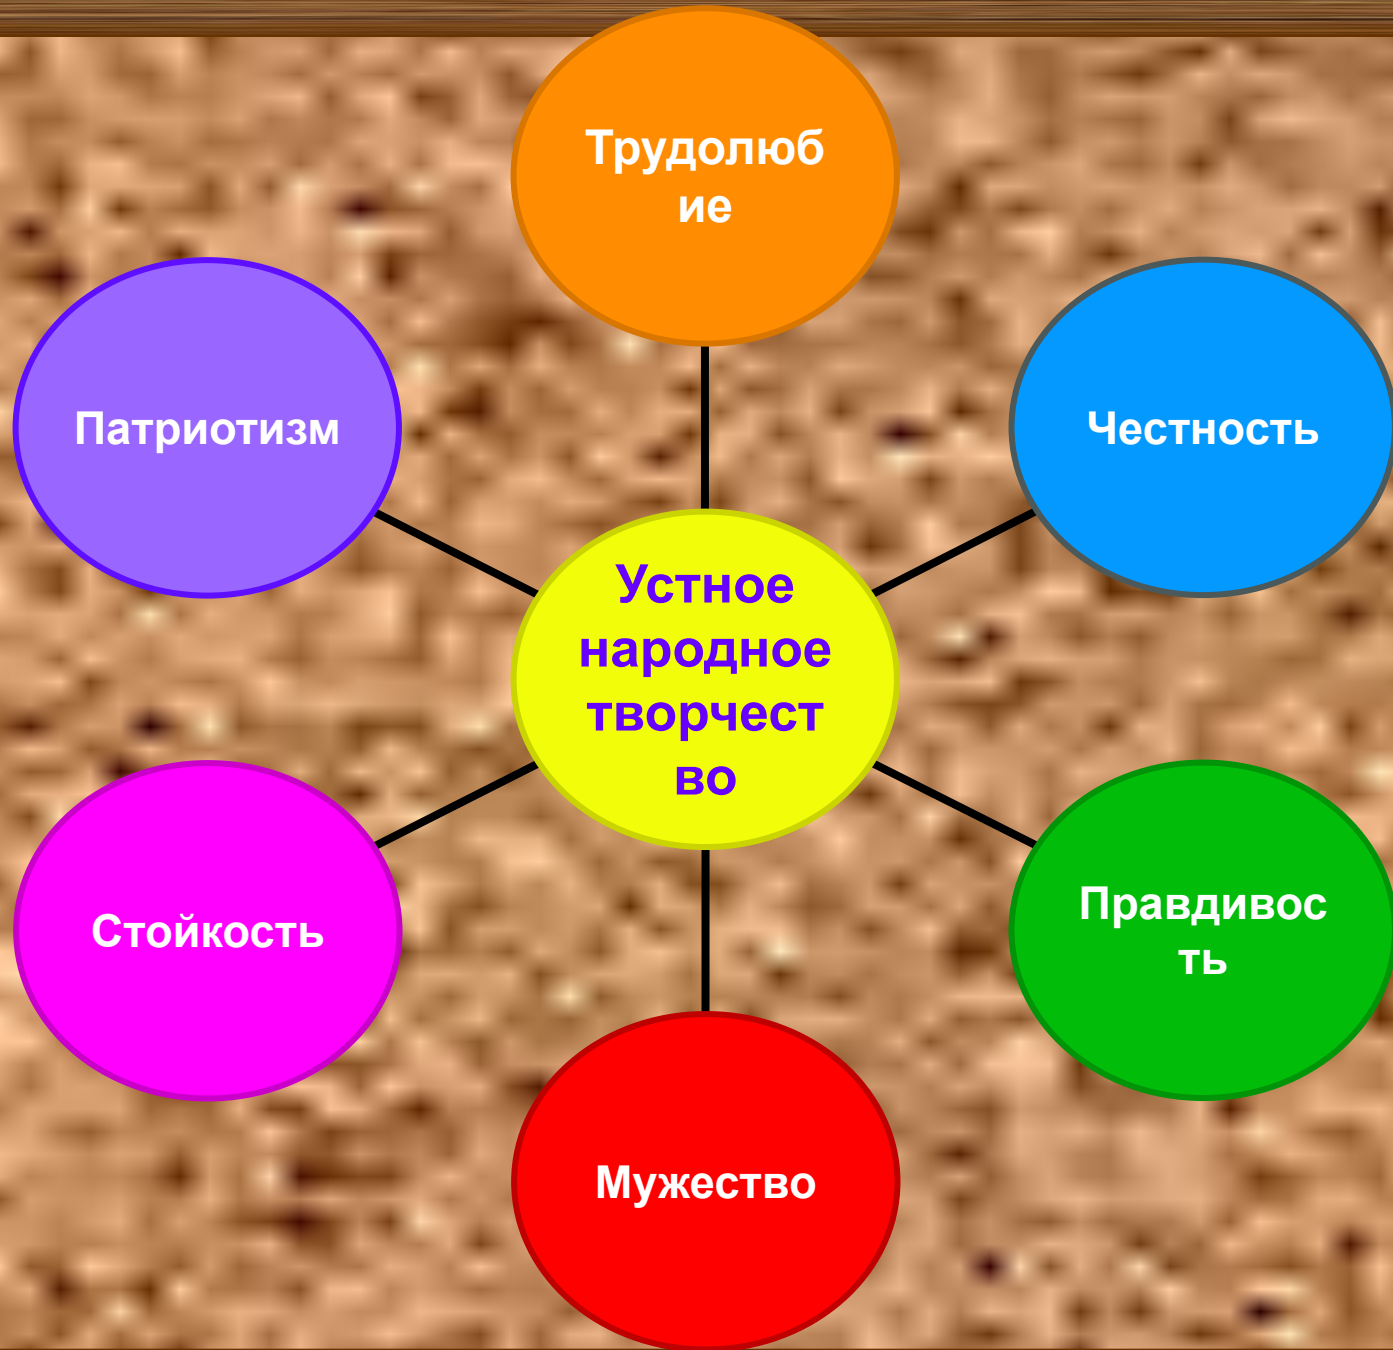 Трудолюб
ие
Патриотизм
Честность
Устное
народное
творчест
во
Стойкость
Правдивос
ть
Мужество